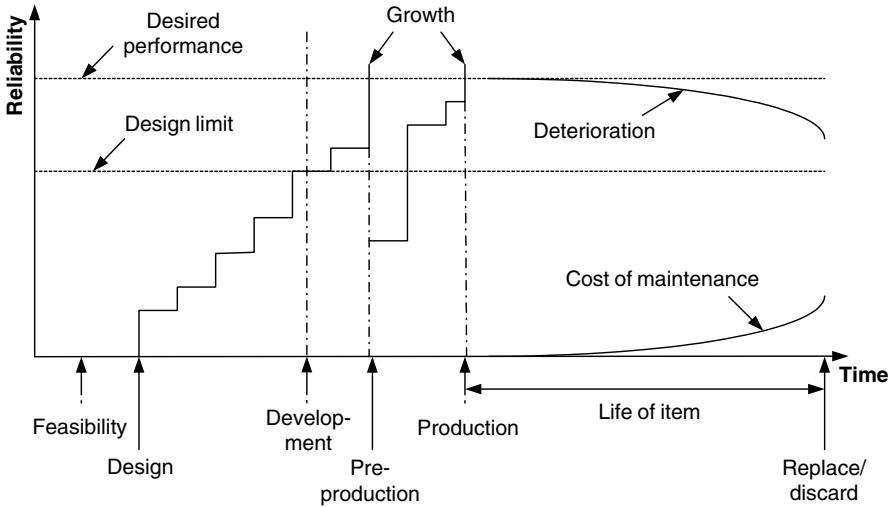 Reliability
Desired
performance
Growth
Design limit
Deterioration
Cost of maintenance
Time
Feasibility
Design
Develop-
ment
Pre-
production
Production
Life of item
Replace/
discard